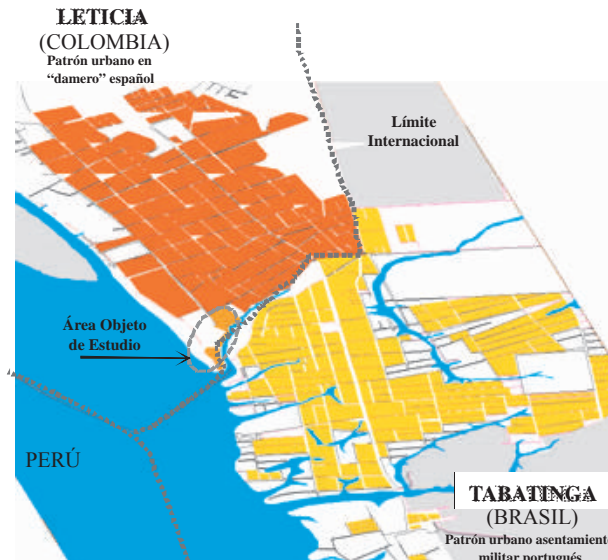 LETICIA
(COLOMBIA)
Patrón urbano en
“damero” español
Límite
Internacional
Área Objeto
de Estudio
PERÚ
TABATINGA
(BRASIL)
Patrón urbano asentamiento
militar portugués